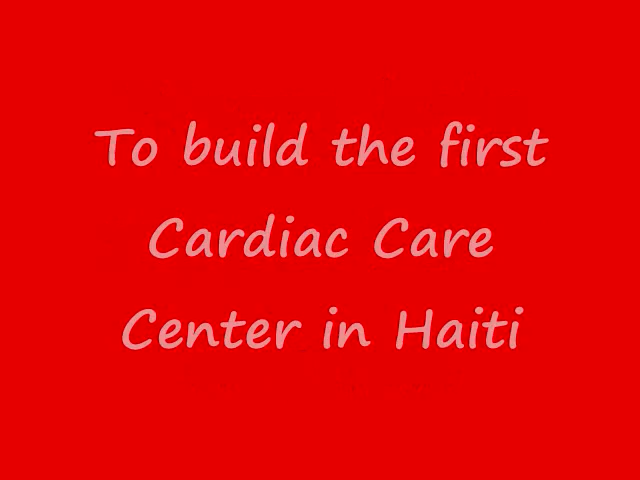 To build the first
Cardiac Care
Center in Haiti